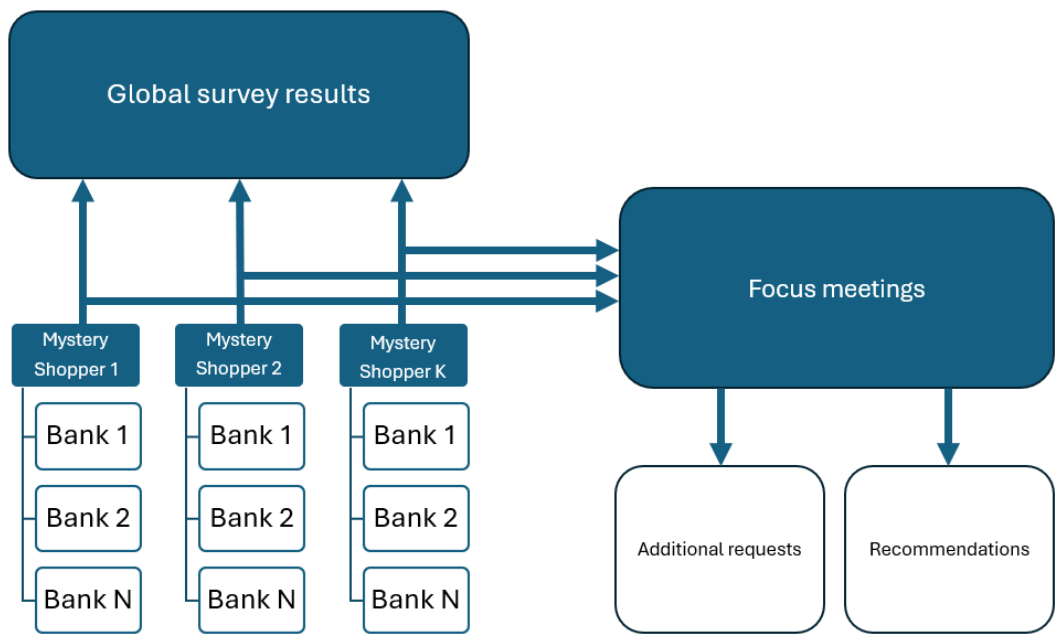 Global survey results
Focus meetings
Mystery
Shopper 1
Mystery
Shopper 2
Mystery
Shopper K
Bank 1
Bank 2
Bank N
Bank 1
Bank 2
Bank N
Bank 1
Bank 2
Bank N
Additional requests
Recommendations